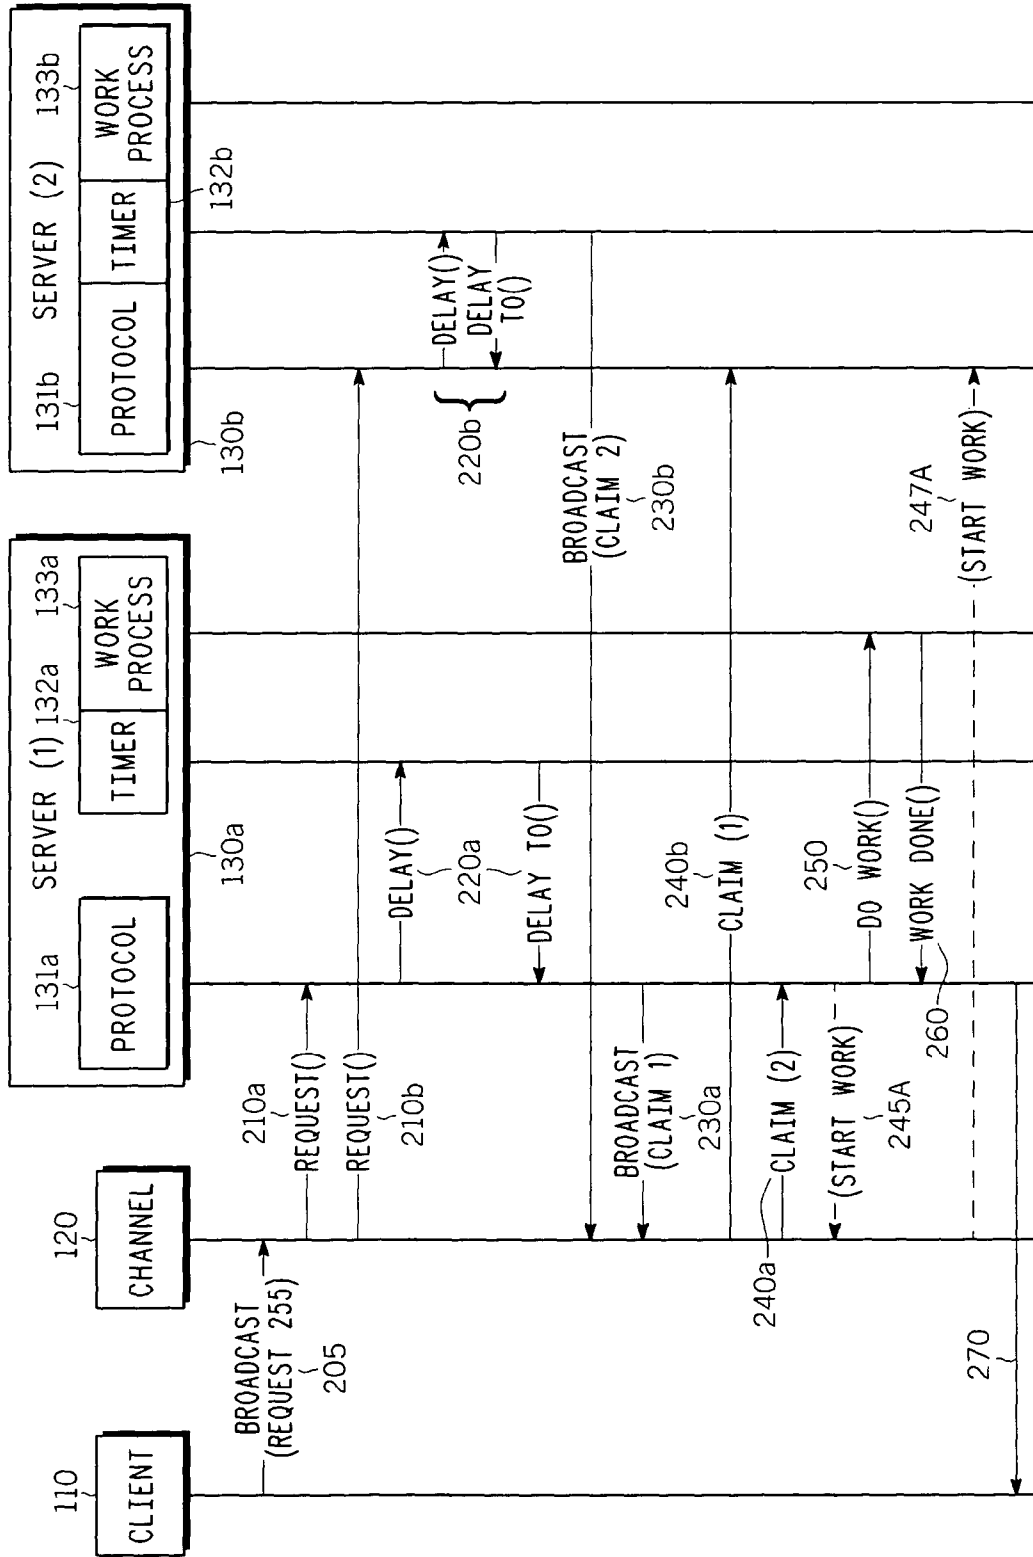 110
CLIENT
120
CHANNEL
SERVER (1)
131a
PROTOCOL
132a
TIMER
133a
WORK
PROCESS
130a
SERVER (2)
131b
PROTOCOL
TIMER
133b
WORK
PROCESS
130b
132b
BROADCAST
(REQUEST 255)
205
210a
REQUEST()
REQUEST()
210b
DELAY()
220a
DELAY TO()
DELAY()
DELAY
TO()
220b
BROADCAST
(CLAIM 2)
230b
BROADCAST
(CLAIM 1)
230a
240b
CLAIM (1)
240a
CLAIM (2)
(START WORK)
245A
250
DO WORK()
WORK DONE()
260
247A
(START WORK)
270